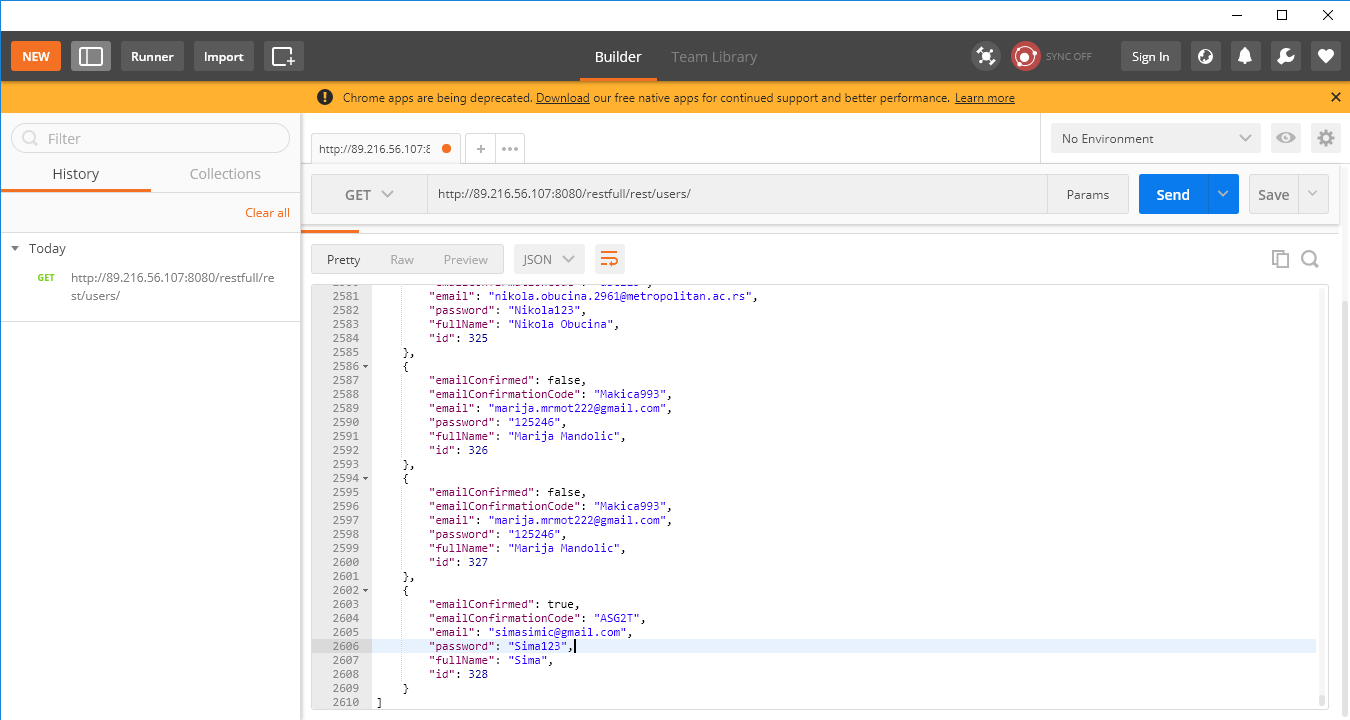 NEW Runner Import Builder Team Library SYNC OFF Sign In
Chrome apps are being deprecated. Download our free native apps for continued support and better performance. Learn more
Filter
History Collections
Clear all
Today
GET http://89.216.56.107:8080/restfull/re
st/users/
http://89.216.56.107:8 + ••• No Environment
GET http://89.216.56.107:8080/restfull/rest/users/ Params Send Save
Pretty Raw Preview JSON
2581 "email": "nikola.obucina.2961@metropolitan.ac.rs",
2582 "password": "Nikola123",
2583 "fullName": "Nikola Obucina",
2584 "id": 325
2585 },
2586 {
2587 "emailConfirmed": false,
2588 "emailConfirmationCode": "Makica993",
2589 "email": "marija.mrmot222@gmail.com",
2590 "password": "125246",
2591 "fullName": "Marija Mandolic",
2592 "id": 326
2593 },
2594 {
2595 "emailConfirmed": false,
2596 "emailConfirmationCode": "Makica993",
2597 "email": "marija.mrmot222@gmail.com",
2598 "password": "125246",
2599 "fullName": "Marija Mandolic",
2600 "id": 327
2601 },
2602 {
2603 "emailConfirmed": true,
2604 "emailConfirmationCode": "ASG2T",
2605 "email": "simasimic@gmail.com",
2606 "password": "Sima123",
2607 "fullName": "Sima",
2608 "id": 328
2609 }
2610 ]